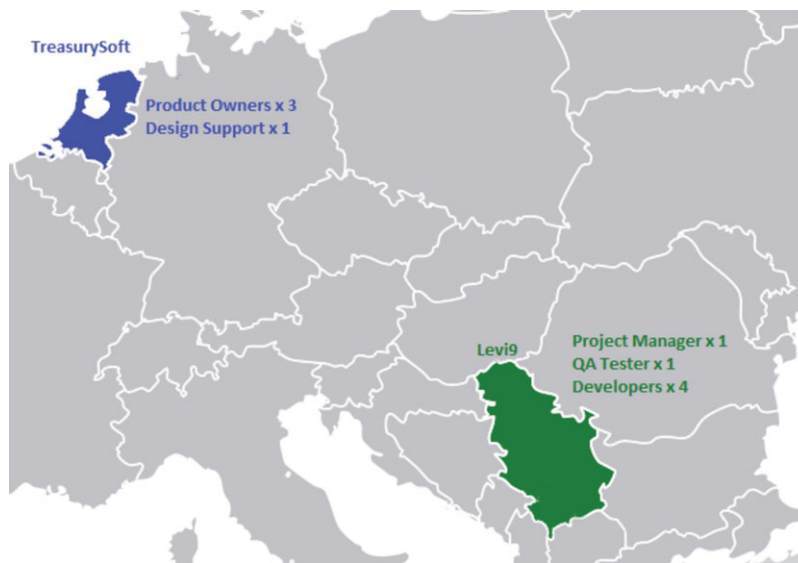 TreasurySoft
Product Owners x 3
Design Support x 1
Levi9
Project Manager x 1
QA Tester x 1
Developers x 4